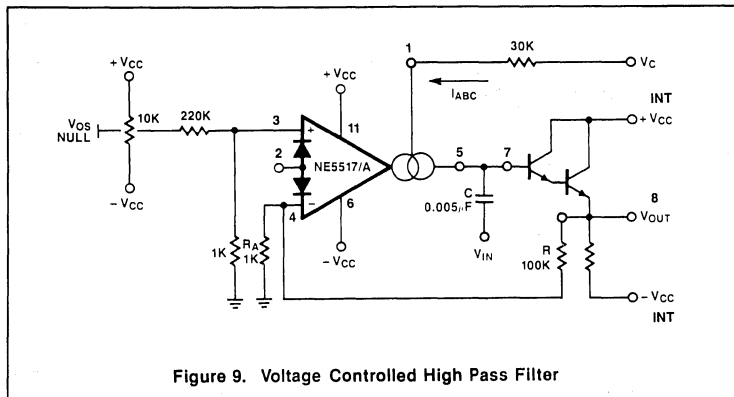 1
30K
VC
+ VCC
+ VCC
IABC
INT
10K
220K
3
11
+ VCC
VOS
NULL
+
2
NE5517/A
5
7
C
0.005μF
8
VOUT
4
−
6
− VCC
VIN
R
100K
1K
RA
1K
− VCC
− VCC
INT
Figure 9. Voltage Controlled High Pass Filter